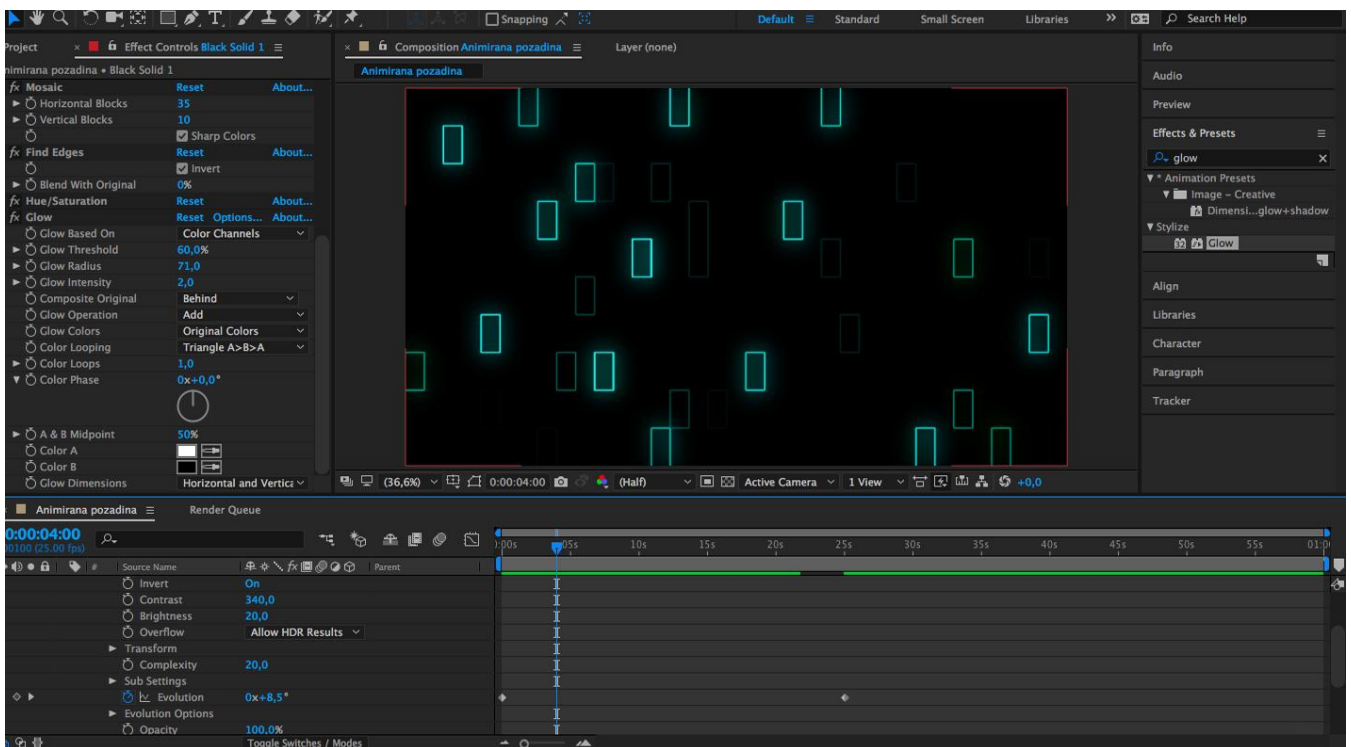 Snapping
Default Standard Small Screen Libraries Search Help
Project Effect Controls Black Solid 1 Composition Animirana pozadina Layer (none) Info
nimirana pozadina • Black Solid 1 Animirana pozadina
Audio
fx Mosaic Reset About...
Horizontal Blocks 35
Preview
Vertical Blocks 10
Sharp Colors
Effects & Presets
fx Find Edges Reset About...
glow
Invert
Animation Presets
Blend With Original 0%
Image – Creative
fx Hue/Saturation Reset About...
Dimensi...glow+shadow
fx Glow Reset Options... About...
Stylize
Glow Based On Color Channels
Glow
Glow Threshold 60,0%
Glow Radius 71,0
Glow Intensity 2,0
Align
Composite Original Behind
Glow Operation Add
Libraries
Glow Colors Original Colors
Color Looping Triangle A>B>A
Character
Color Loops 1,0
Color Phase 0x+0,0°
Paragraph
Tracker
A & B Midpoint 50%
Color A
Color B
Glow Dimensions Horizontal and Vertica
(36,6%) 0:00:04:00 (Half) Active Camera 1 View +0,0
Animirana pozadina Render Queue
0:00:04:00
00100 (25.00 fps)
):00s 05s 10s 15s 20s 25s 30s 35s 40s 45s 50s 55s 01:0
# Source Name Parent
Invert On
Contrast 340,0
Brightness 20,0
Overflow Allow HDR Results
Transform
Complexity 20,0
Sub Settings
Evolution 0x+8,5°
Evolution Options
Opacity 100,0%
Toggle Switches / Modes